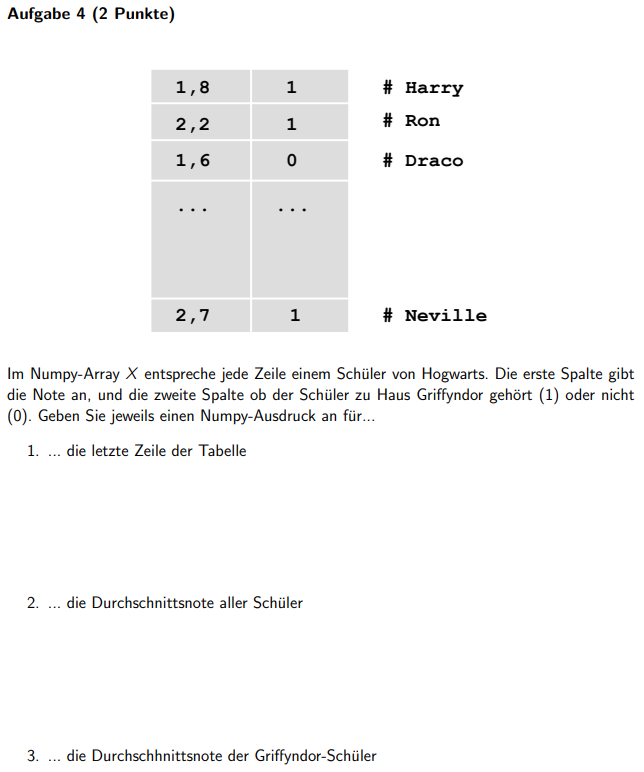 Aufgabe 4 (2 Punkte)
1,8 1 # Harry
2,2 1 # Ron
1,6 0 # Draco
... ...
2,7 1 # Neville
Im Numpy-Array X entspreche jede Zeile einem Schüler von Hogwarts. Die erste Spalte gibt
die Note an, und die zweite Spalte ob der Schüler zu Haus Griffyndor gehört (1) oder nicht
(0). Geben Sie jeweils einen Numpy-Ausdruck an für...
1. ... die letzte Zeile der Tabelle
2. ... die Durchschnittsnote aller Schüler
3. ... die Durchschhnittsnote der Griffyndor-Schüler